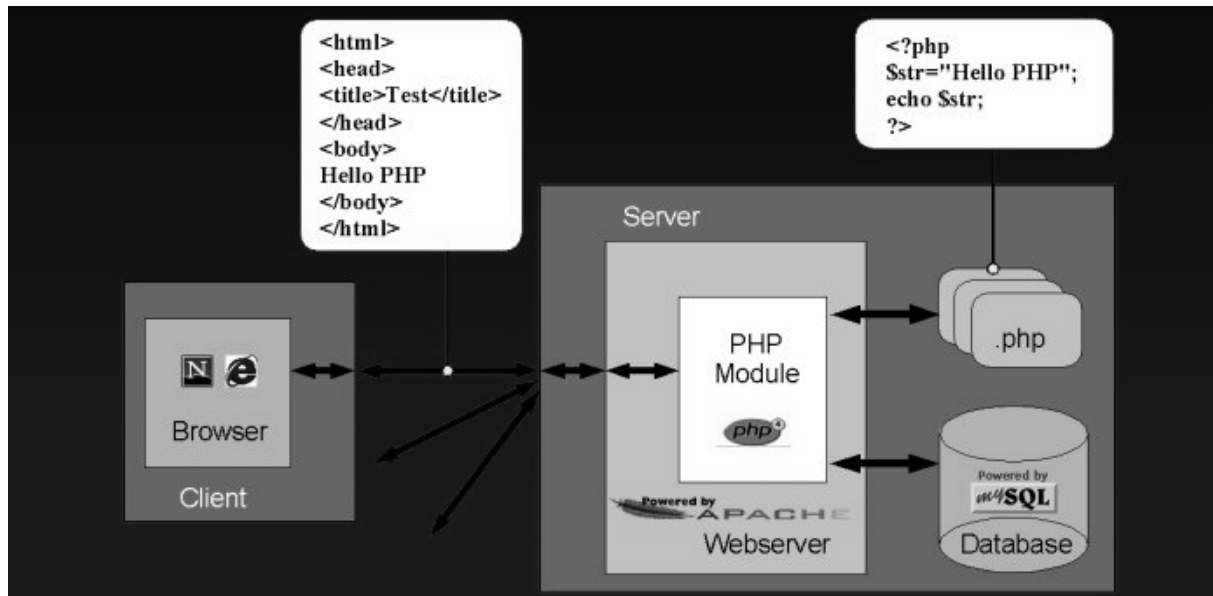 <html>
<head>
<title>Test</title>
</head>
<body>
Hello PHP
</body>
</html>
<?php
$str="Hello PHP";
echo $str;
?>
Server
PHP
Module
php 4
.php
N e
Browser
Client
Powered by
APACHE
Webserver
Powered by
mySQL
Database